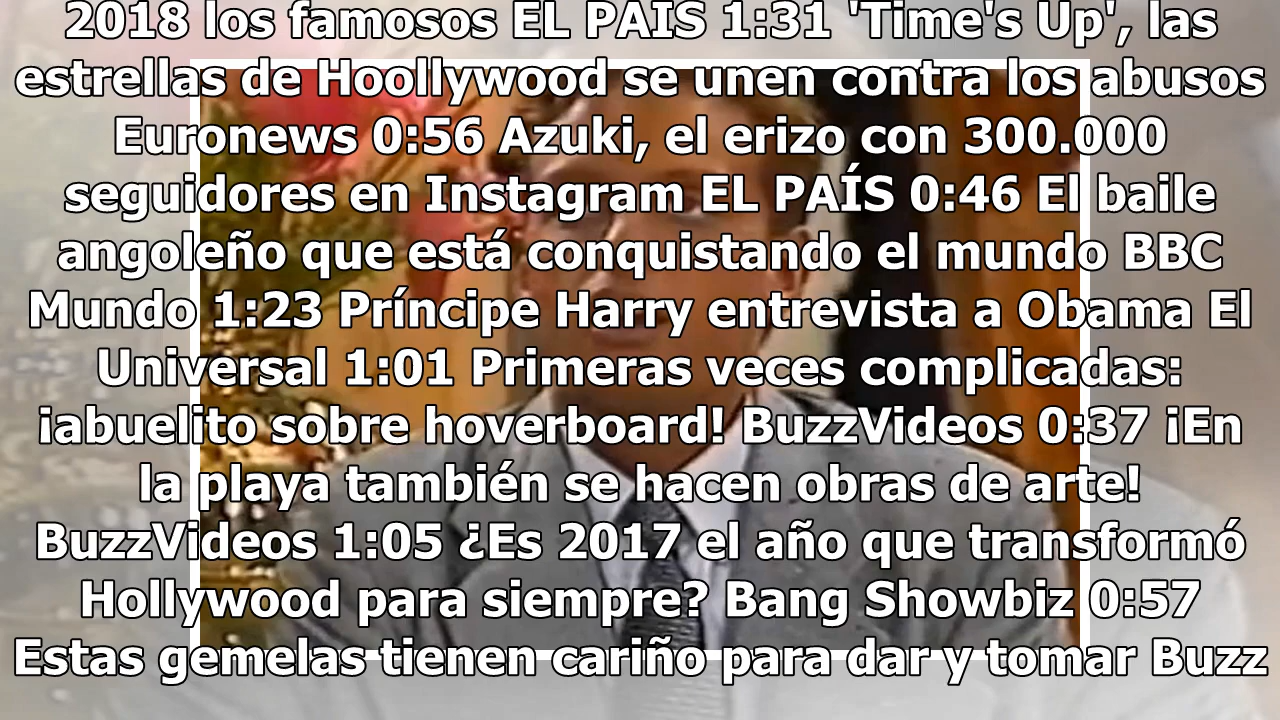 2018 los famosos EL PAÍS 1:31 'Time's Up', las
estrellas de Hoollywood se unen contra los abusos
Euronews 0:56 Azuki, el erizo con 300.000
seguidores en Instagram EL PAÍS 0:46 El baile
angoleño que está conquistando el mundo BBC
Mundo 1:23 Príncipe Harry entrevista a Obama El
Universal 1:01 Primeras veces complicadas:
¡abuelito sobre hoverboard! BuzzVideos 0:37 ¡En
la playa también se hacen obras de arte!
BuzzVideos 1:05 ¿Es 2017 el año que transformó
Hollywood para siempre? Bang Showbiz 0:57
Estas gemelas tienen cariño para dar y tomar Buzz